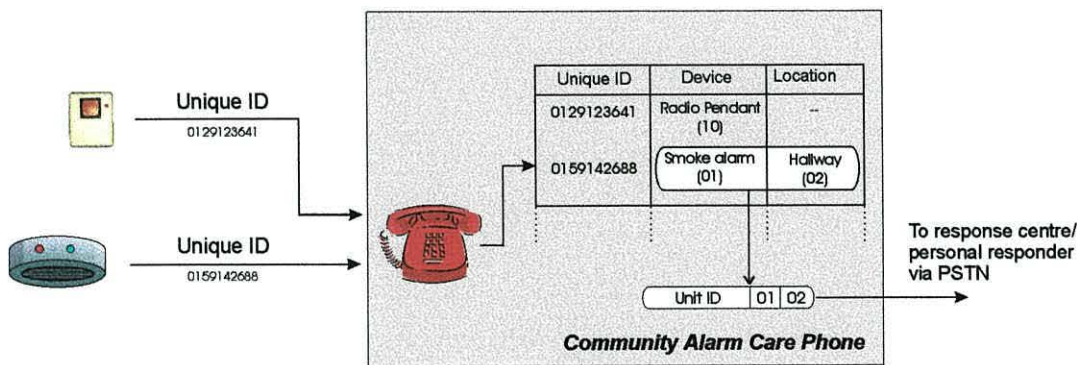 Unique ID
0129123641
Unique ID
0159142688
Unique ID Device Location
0129123641 Radio Pendant (10) --
0159142688 Smoke alarm (01) Hallway (02)
Unit ID 01 02
Community Alarm Care Phone
To response centre/
personal responder
via PSTN